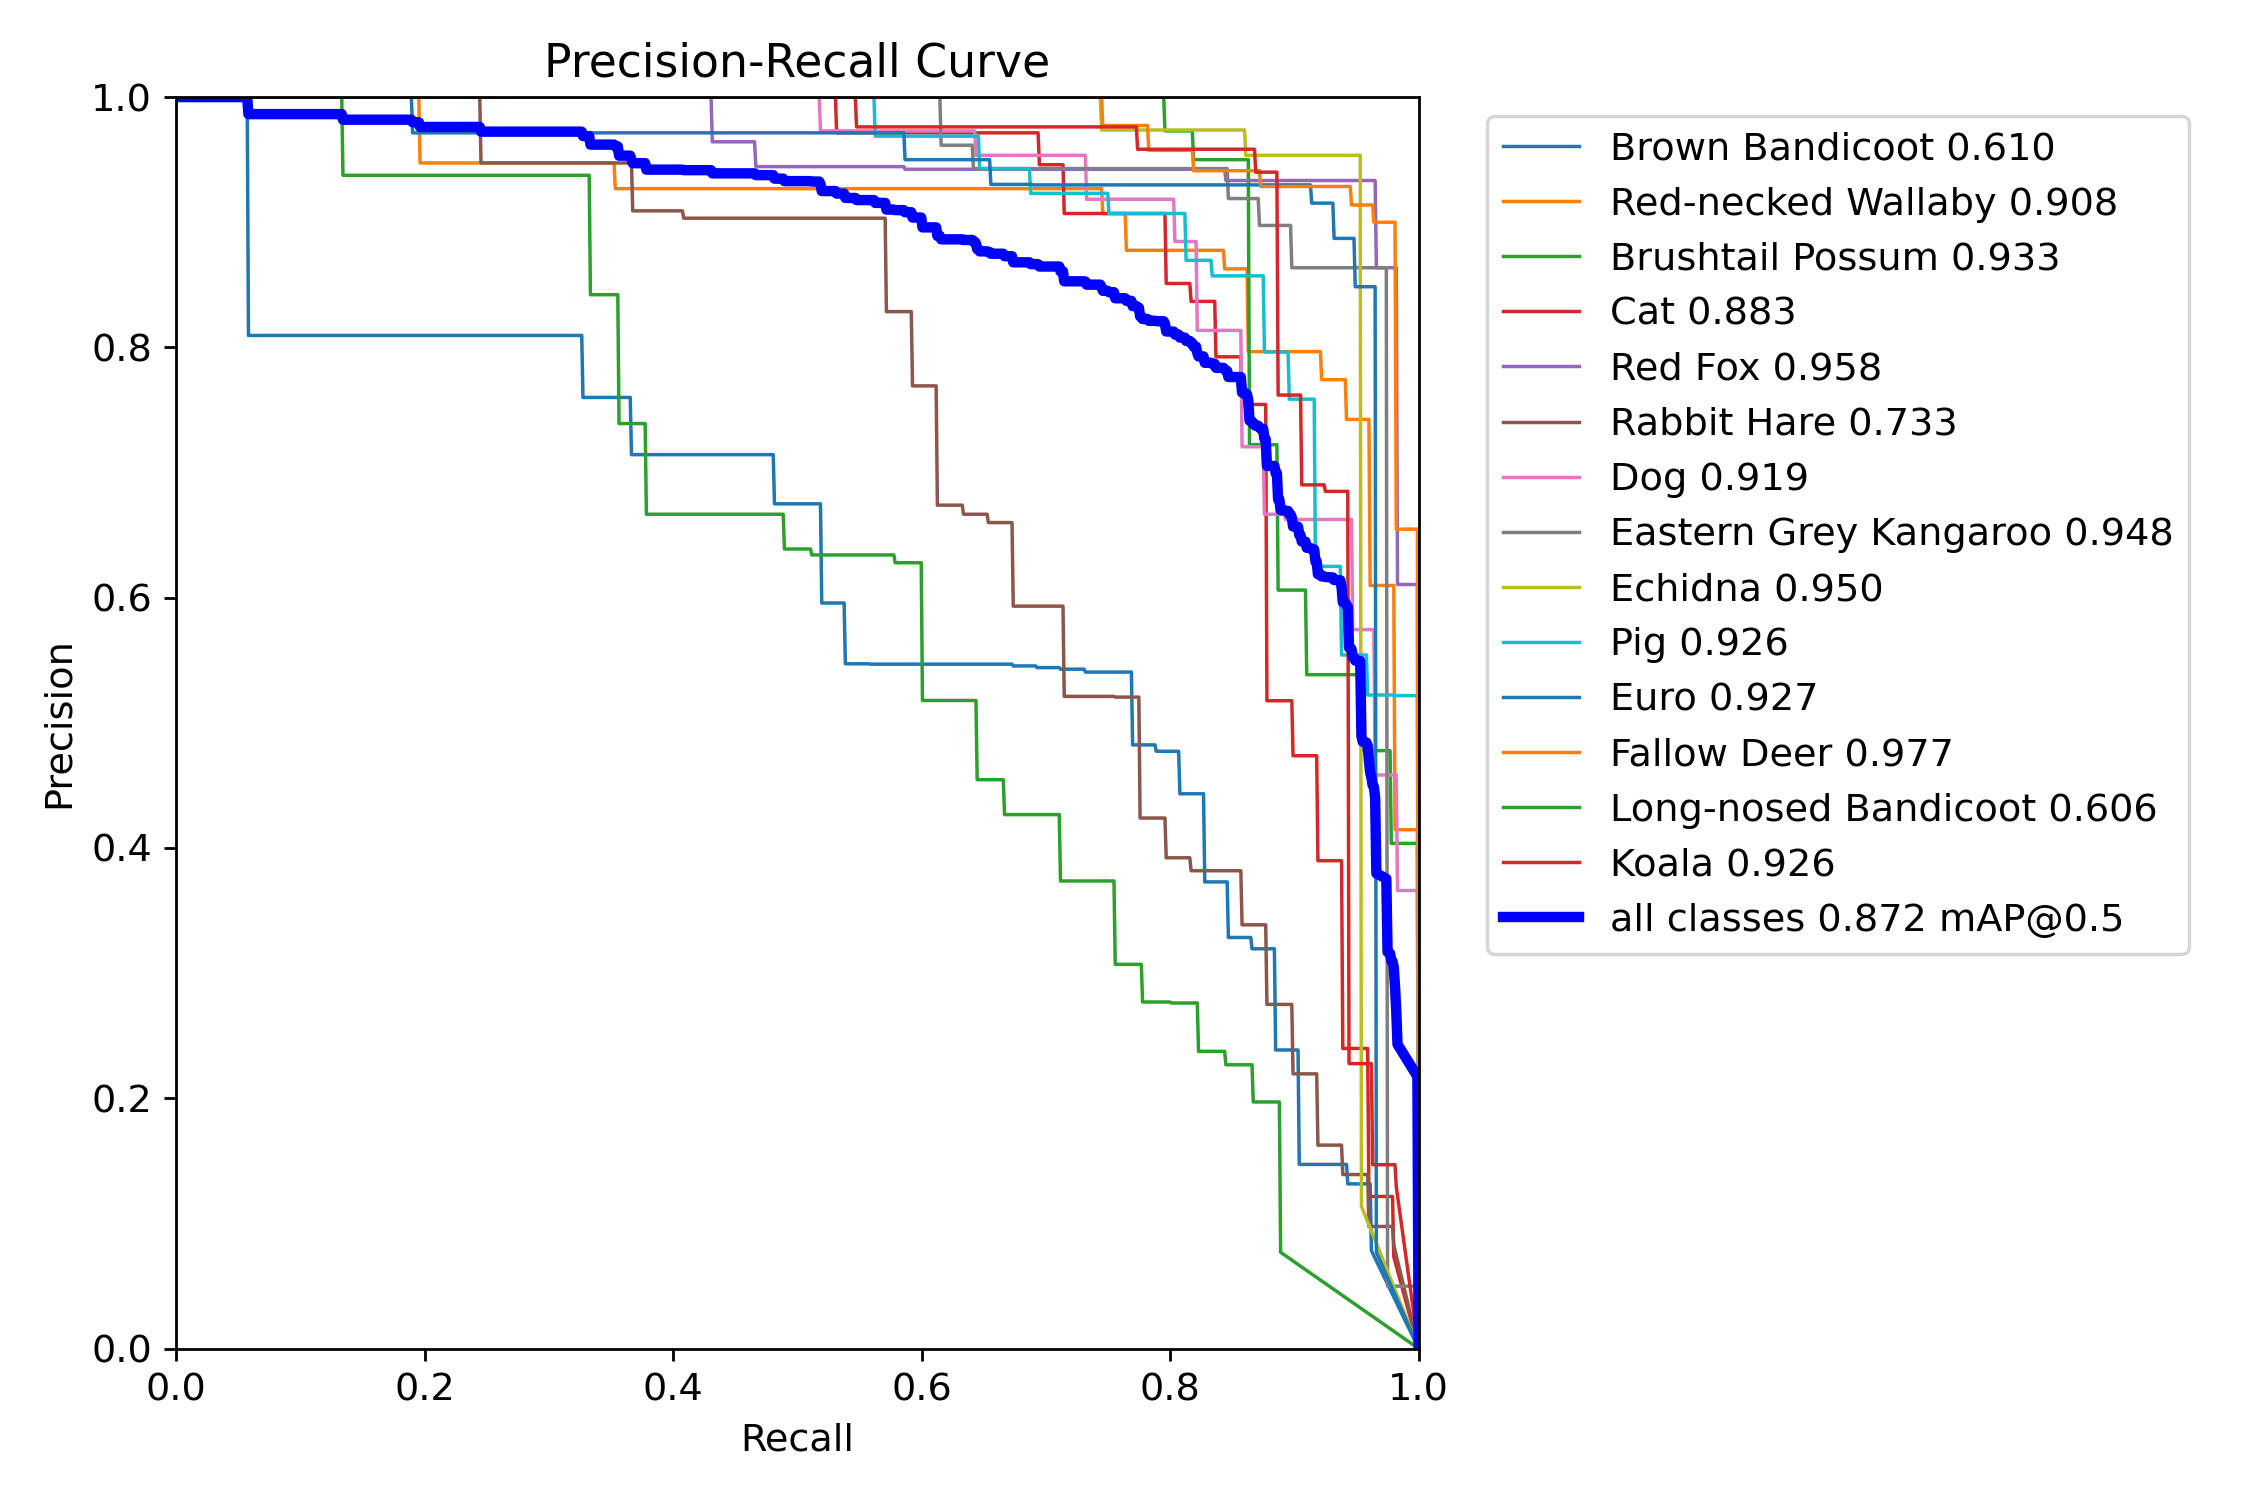 Precision-Recall Curve
1.0
0.8
0.6
0.4
0.2
0.0
Precision
0.0 0.2 0.4 0.6 0.8 1.0
Recall
Brown Bandicoot 0.610
Red-necked Wallaby 0.908
Brushtail Possum 0.933
Cat 0.883
Red Fox 0.958
Rabbit Hare 0.733
Dog 0.919
Eastern Grey Kangaroo 0.948
Echidna 0.950
Pig 0.926
Euro 0.927
Fallow Deer 0.977
Long-nosed Bandicoot 0.606
Koala 0.926
all classes 0.872 mAP@0.5